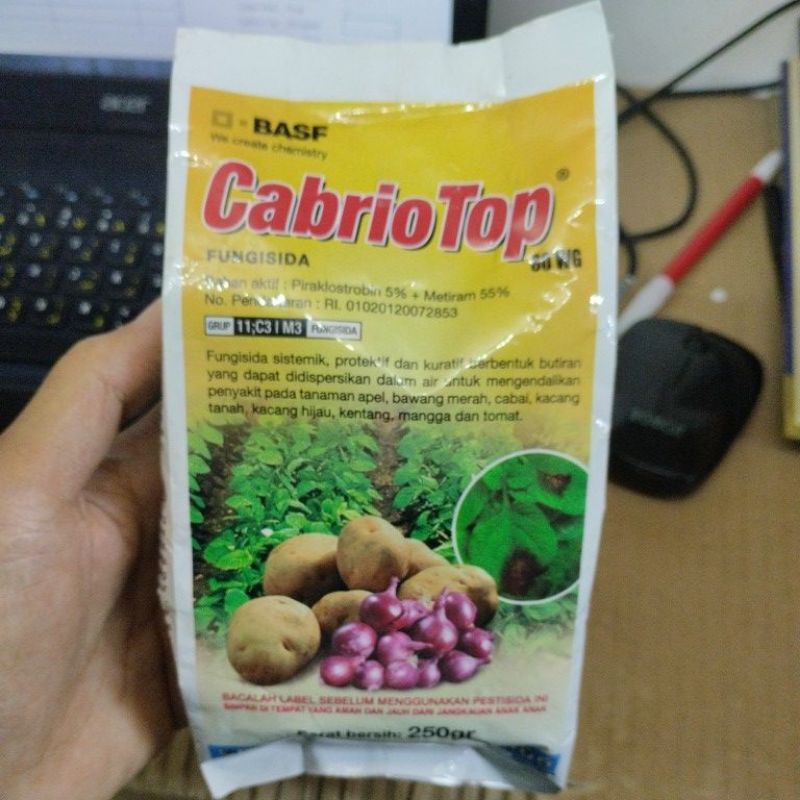 acer
BASF
We create chemistry
CabrioTop®
60 WG
FUNGISIDA
Bahan aktif : Piraklostrobin 5% + Metiram 55%
No. Pendaftaran : RI. 01020120072853
GRUP 11;C3 I M3 FUNGISIDA
Fungisida sistemik, protektif dan kuratif berbentuk butiran
yang dapat didispersikan dalam air untuk mengendalikan
penyakit pada tanaman apel, bawang merah, cabai, kacang
tanah, kacang hijau, kentang, mangga dan tomat.
BACALAH LABEL SEBELUM MENGGUNAKAN PESTISIDA INI
SIMPAN DI TEMPAT YANG AMAN DAN JAUH DARI JANGKAUAN ANAK ANAK
Berat bersih: 250gr